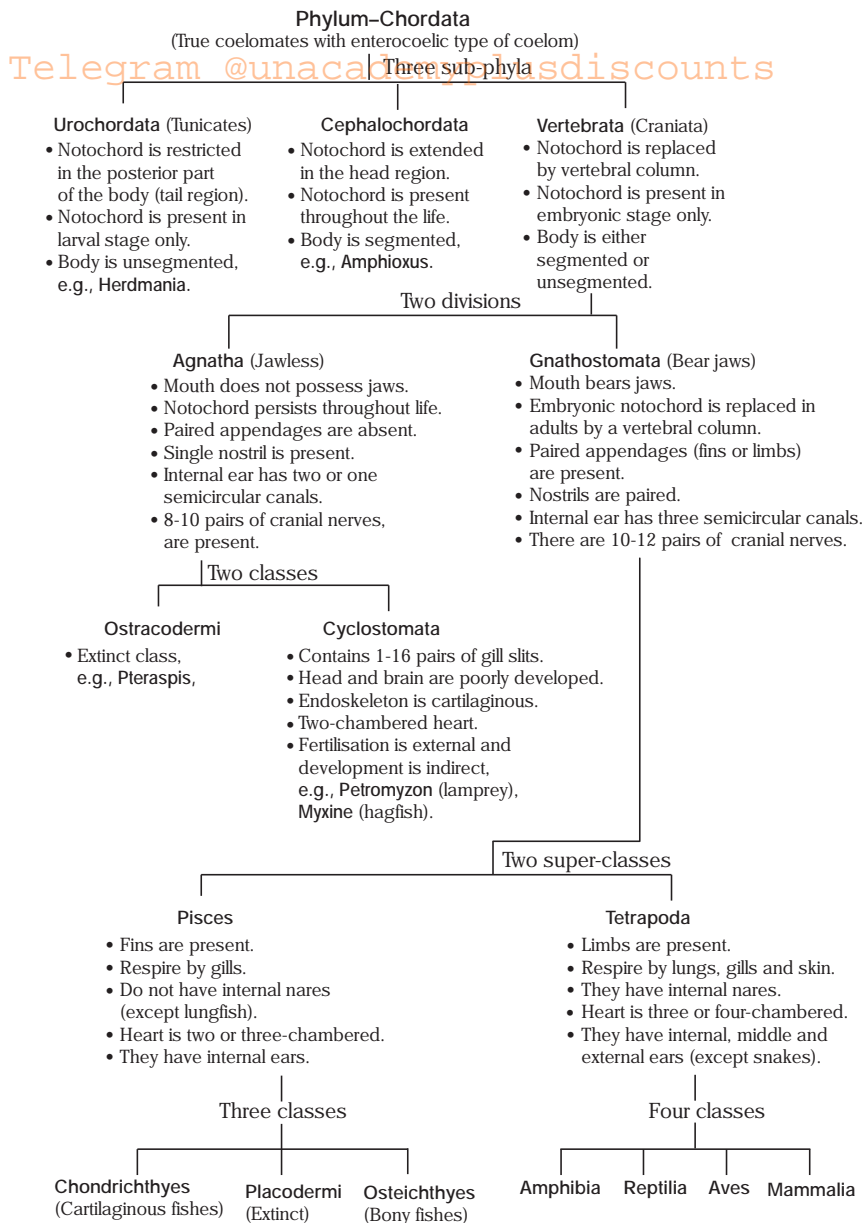 Phylum–Chordata
(True coelomates with enterocoelic type of coelom)
Telegram @unacademyplusdiscounts
Three sub-phyla
Urochordata (Tunicates)
• Notochord is restricted
in the posterior part
of the body (tail region).
• Notochord is present in
larval stage only.
• Body is unsegmented,
e.g., Herdmania.
Cephalochordata
• Notochord is extended
in the head region.
• Notochord is present
throughout the life.
• Body is segmented,
e.g., Amphioxus.
Vertebrata (Craniata)
• Notochord is replaced
by vertebral column.
• Notochord is present in
embryonic stage only.
• Body is either
segmented or
unsegmented.
Two divisions
Agnatha (Jawless)
• Mouth does not possess jaws.
• Notochord persists throughout life.
• Paired appendages are absent.
• Single nostril is present.
• Internal ear has two or one
semicircular canals.
• 8-10 pairs of cranial nerves,
are present.
Gnathostomata (Bear jaws)
• Mouth bears jaws.
• Embryonic notochord is replaced in
adults by a vertebral column.
• Paired appendages (fins or limbs)
are present.
• Nostrils are paired.
• Internal ear has three semicircular canals.
• There are 10-12 pairs of cranial nerves.
Two classes
Ostracodermi
• Extinct class,
e.g., Pteraspis,
Cyclostomata
• Contains 1-16 pairs of gill slits.
• Head and brain are poorly developed.
• Endoskeleton is cartilaginous.
• Two-chambered heart.
• Fertilisation is external and
development is indirect,
e.g., Petromyzon (lamprey),
Myxine (hagfish).
Two super-classes
Pisces
• Fins are present.
• Respire by gills.
• Do not have internal nares
(except lungfish).
• Heart is two or three-chambered.
• They have internal ears.
Tetrapoda
• Limbs are present.
• Respire by lungs, gills and skin.
• They have internal nares.
• Heart is three or four-chambered.
• They have internal, middle and
external ears (except snakes).
Three classes
Chondrichthyes
(Cartilaginous fishes)
Placodermi
(Extinct)
Osteichthyes
(Bony fishes)
Four classes
Amphibia
Reptilia
Aves
Mammalia